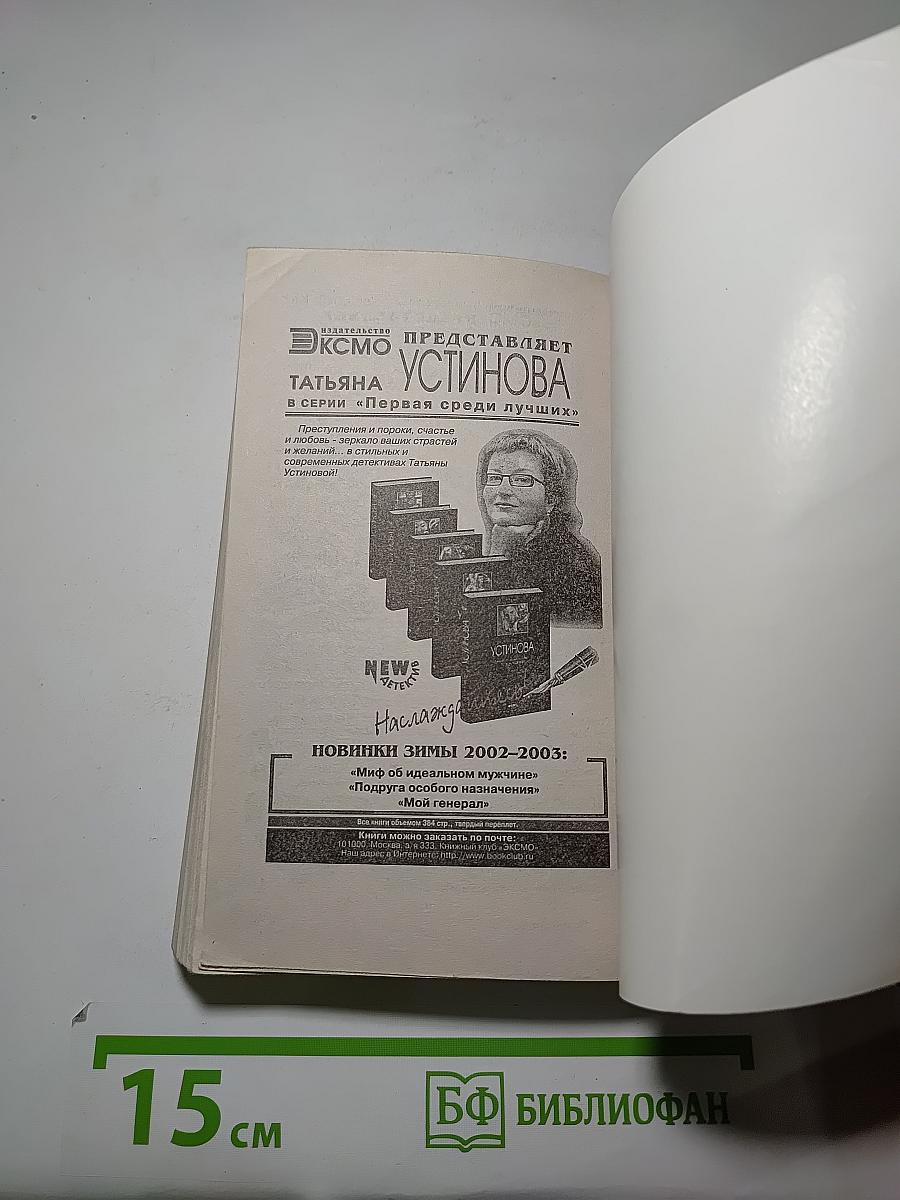 издательство
ЭКСМО ПРЕДСТАВЛЯЕТ
ТАТЬЯНА УСТИНОВА
В СЕРИИ «Первая среди лучших»
Преступления и пороки, счастье
и любовь - зеркало ваших страстей
и желаний... в стильных и
современных детективах Татьяны
Устиновой!
УСТИНОВА
NEW
ДЕТЕКТИВ
НОВИНКИ ЗИМЫ 2002–2003:
«Миф об идеальном мужчине»
«Подруга особого назначения»
«Мой генерал»
Все книги объемом 384 стр., твердый переплет.
Книги можно заказать по почте:
101000, Москва, а/я 333. Книжный клуб «ЭКСМО»
Наш адрес в Интернете: http://www.bookclub.ru
15 см
БФ БИБЛИОФАН